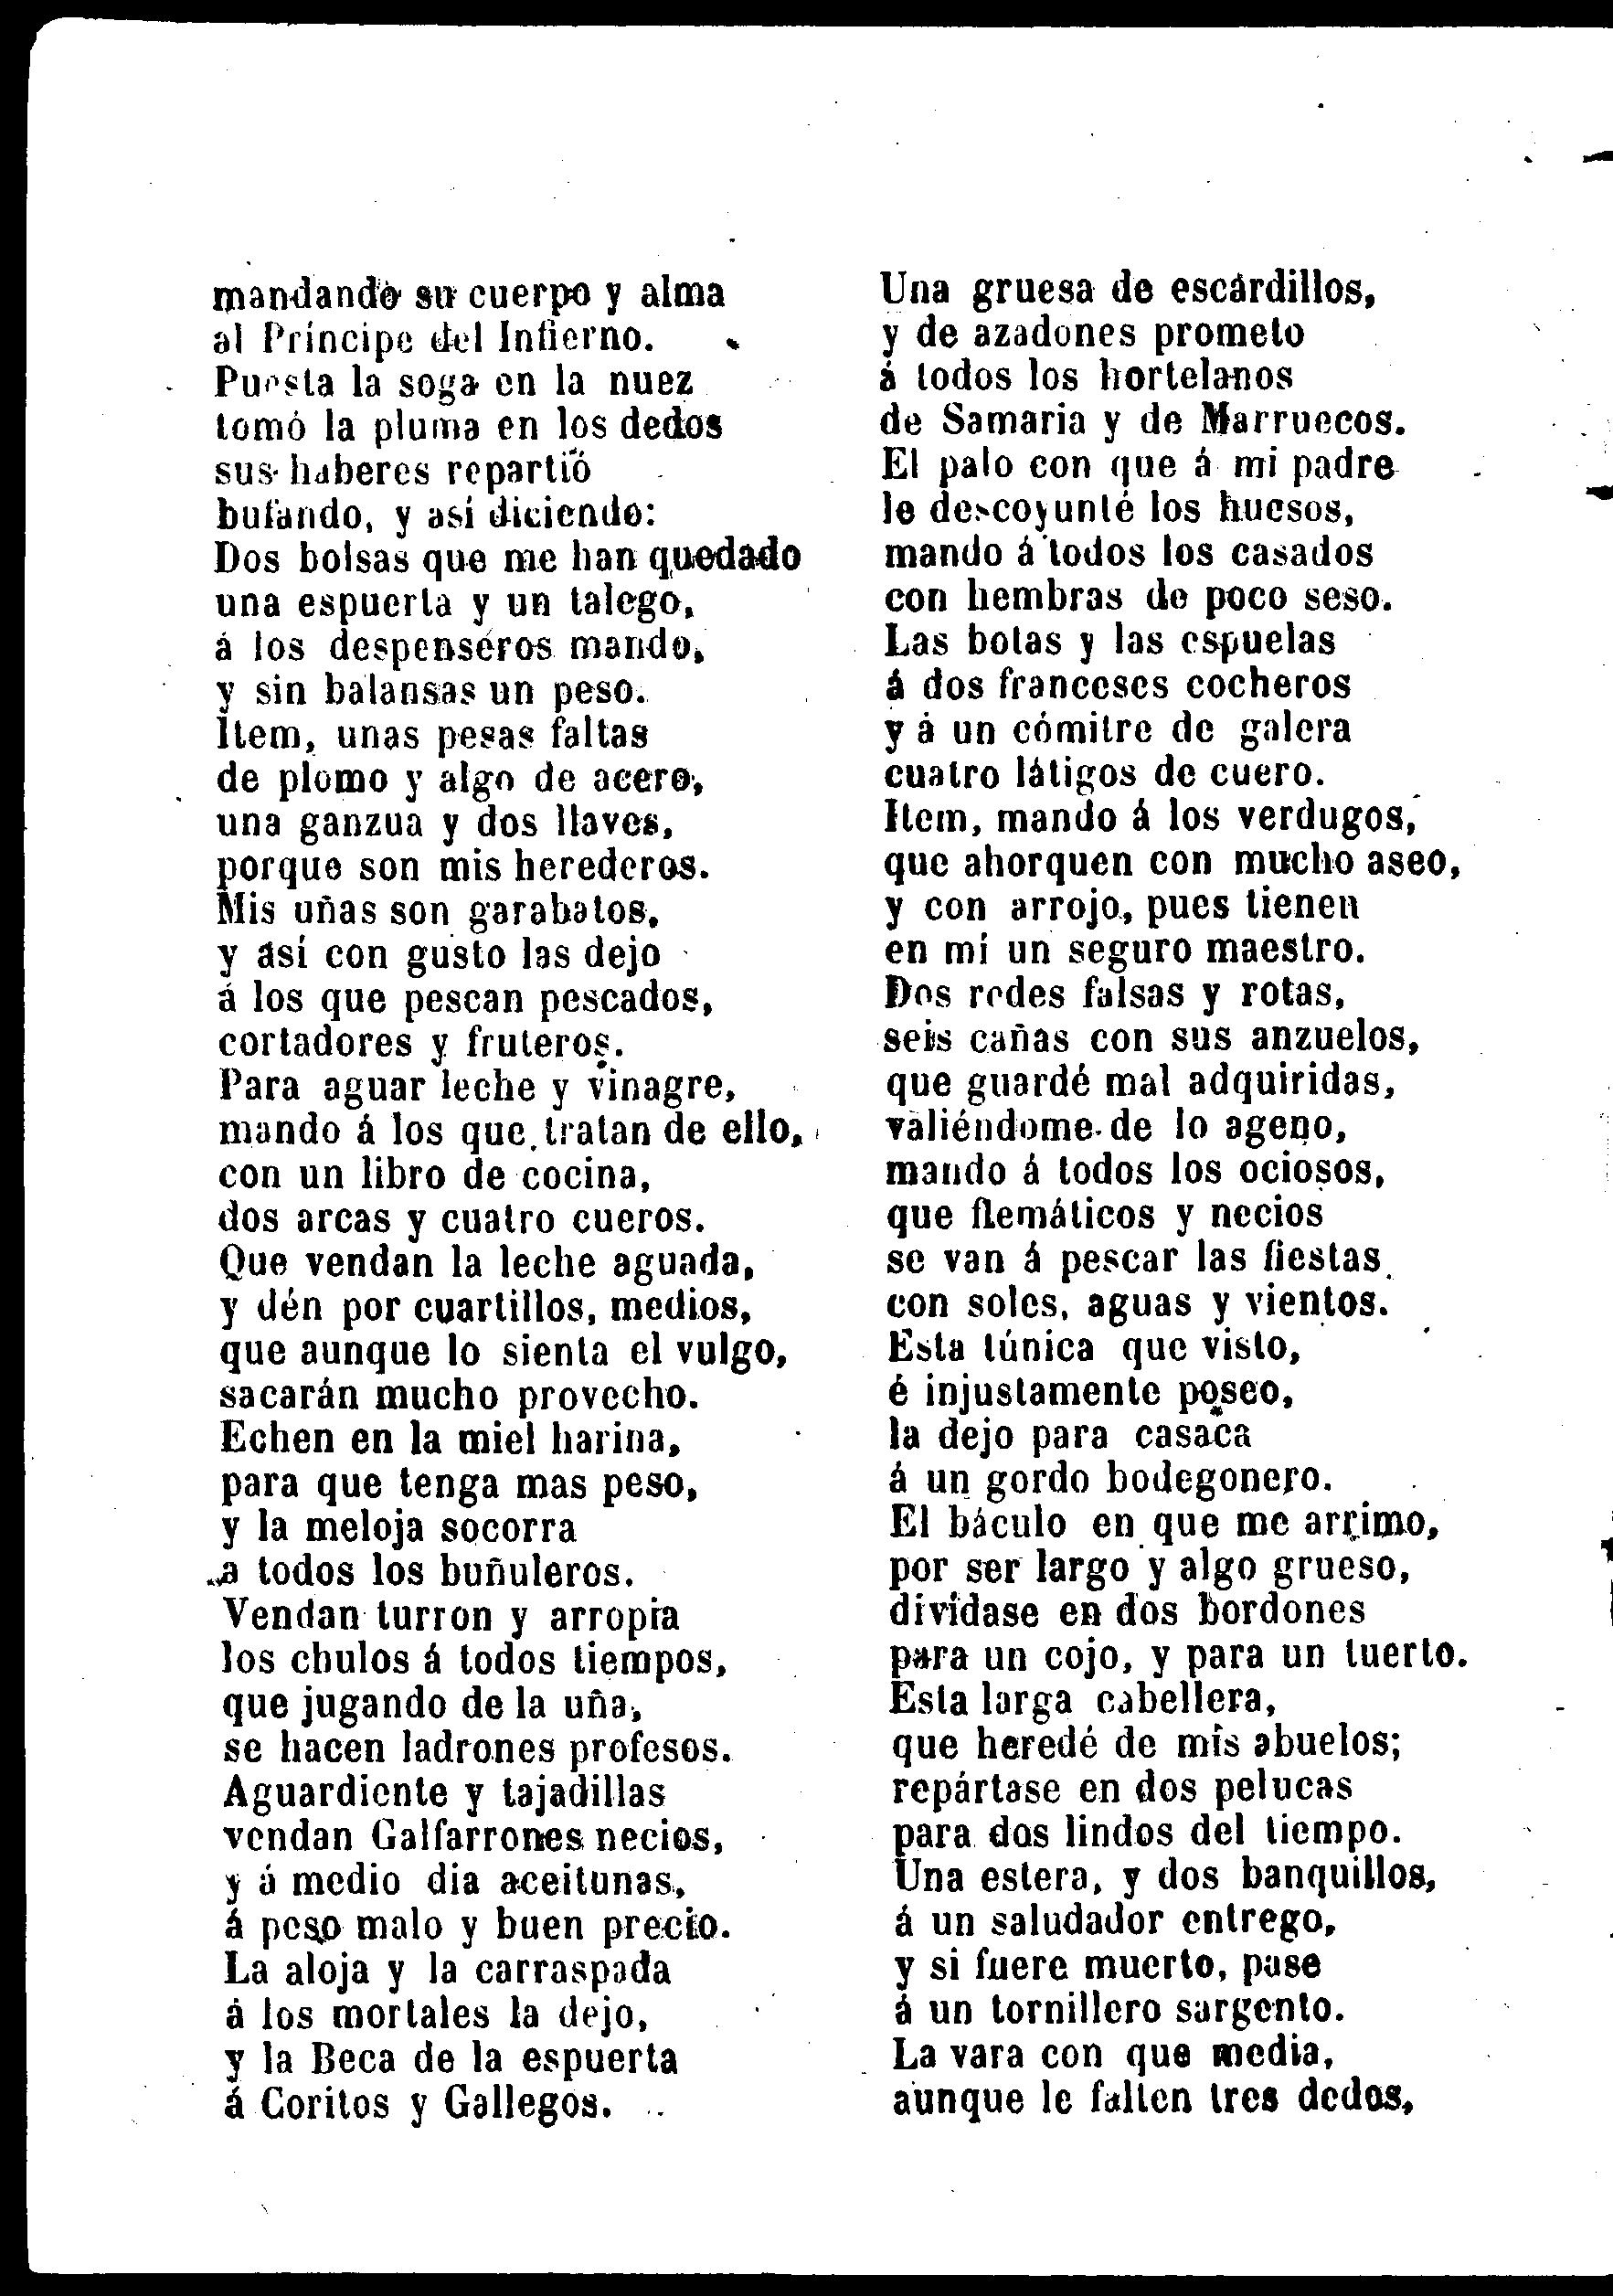 mandando su cuerpo y alma
al Príncipe del Infierno.
Puesta la soga en la nuez
tomó la pluma en los dedos
sus haberes repartió
bufando, y así diciendo:
Dos bolsas que me han quedado
una espuerta y un talego,
á los despenséros mando,
y sin balansas un peso.
Item, unas pesas faltas
de plomo y algo de acero,
una ganzua y dos llaves,
porque son mis herederos.
Mis uñas son garabatos,
y así con gusto las dejo
á los que pescan pescados,
cortadores y fruteros.
Para aguar leche y vinagre,
mando á los que tratan de ello,
con un libro de cocina,
dos arcas y cuatro cueros.
Que vendan la leche aguada,
y dén por cuartillos, medios,
que aunque lo sienta el vulgo,
sacarán mucho provecho.
Echen en la miel harina,
para que tenga mas peso,
y la meloja socorra
a todos los buñuleros.
Vendan turron y arropia
los chulos á todos tiempos,
que jugando de la uña,
se hacen ladrones profesos.
Aguardiente y tajadillas
vendan Galfarrones necios,
y á medio dia aceitunas,
á peso malo y buen precio.
La aloja y la carraspada
á los mortales la dejo,
y la Beca de la espuerta
á Coritos y Gallegos.
Una gruesa de escardillos,
y de azadones prometo
á todos los hortelanos
de Samaria y de Marruecos.
El palo con que á mi padre
le descoyunté los huesos,
mando á todos los casados
con hembras de poco seso.
Las botas y las espuelas
á dos franceses cocheros
y á un cómitre de galera
cuatro látigos de cuero.
Item, mando á los verdugos,
que ahorquen con mucho aseo,
y con arrojo, pues tienen
en mí un seguro maestro.
Dos redes falsas y rotas,
seis cañas con sus anzuelos,
que guardé mal adquiridas,
valiéndome de lo ageno,
mando á todos los ociosos,
que flemáticos y necios
se van á pescar las fiestas
con soles, aguas y vientos.
Esta túnica que visto,
é injustamente poseo,
la dejo para casaca
á un gordo bodegonero.
El báculo en que me arrimo,
por ser largo y algo grueso,
divídase en dos bordones
para un cojo, y para un tuerto.
Esta larga cabellera,
que heredé de mis abuelos;
repártase en dos pelucas
para dos lindos del tiempo.
Una estera, y dos banquillos,
á un saludador entrego,
y si fuere muerto, pase
á un tornillero sargento.
La vara con que media,
aunque le falten tres dedos,